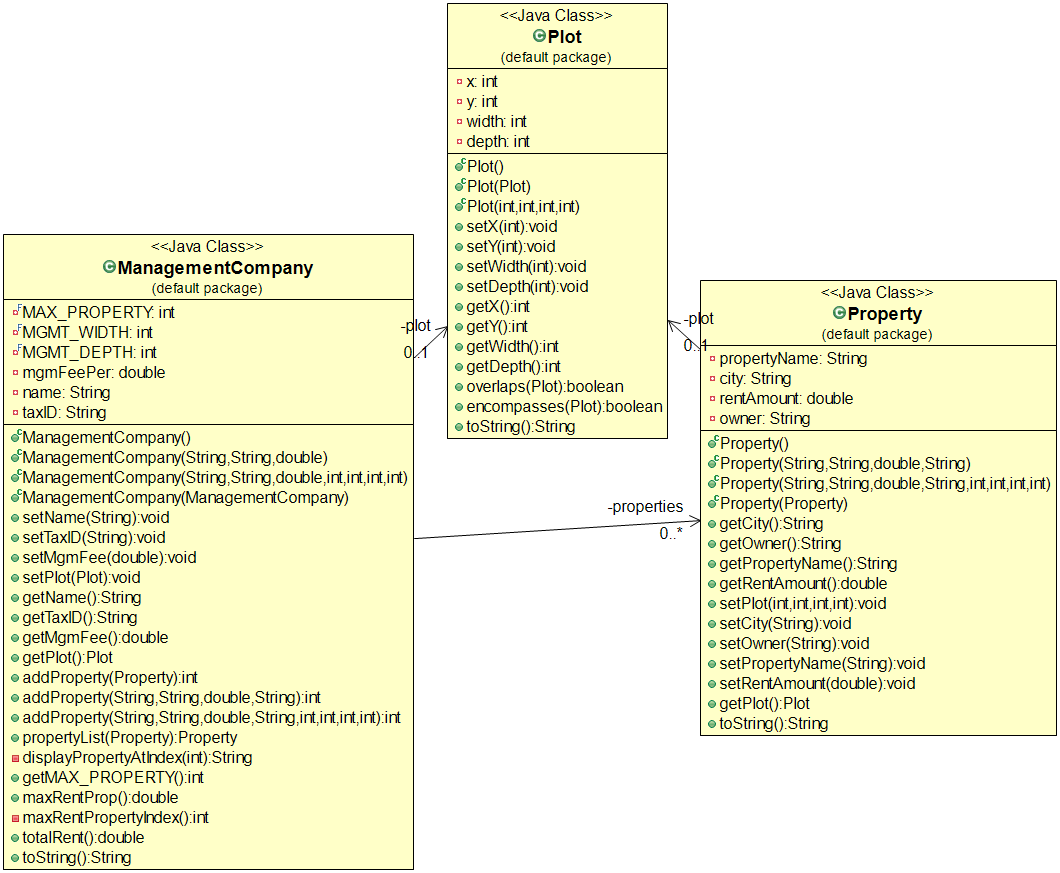 <<Java Class>>
Plot
(default package)
x: int
y: int
width: int
depth: int
Plot()
Plot(Plot)
Plot(int,int,int,int)
setX(int):void
setY(int):void
setWidth(int):void
setDepth(int):void
getX():int
getY():int
getWidth():int
getDepth():int
overlaps(Plot):boolean
encompasses(Plot):boolean
toString():String
<<Java Class>>
ManagementCompany
(default package)
MAX_PROPERTY: int
MGMT_WIDTH: int
MGMT_DEPTH: int
mgmFeePer: double
name: String
taxID: String
ManagementCompany()
ManagementCompany(String,String,double)
ManagementCompany(String,String,double,int,int,int,int)
ManagementCompany(ManagementCompany)
setName(String):void
setTaxID(String):void
setMgmFee(double):void
setPlot(Plot):void
getName():String
getTaxID():String
getMgmFee():double
getPlot():Plot
addProperty(Property):int
addProperty(String,String,double,String):int
addProperty(String,String,double,String,int,int,int,int):int
propertyList(Property):Property
displayPropertyAtIndex(int):String
getMAX_PROPERTY():int
maxRentProp():double
maxRentPropertyIndex():int
totalRent():double
toString():String
-plot
0..1
-plot
0..1
-properties
0..*
<<Java Class>>
Property
(default package)
propertyName: String
city: String
rentAmount: double
owner: String
Property()
Property(String,String,double,String)
Property(String,String,double,String,int,int,int,int)
Property(Property)
getCity():String
getOwner():String
getPropertyName():String
getRentAmount():double
setPlot(int,int,int,int):void
setCity(String):void
setOwner(String):void
setPropertyName(String):void
setRentAmount(double):void
getPlot():Plot
toString():String